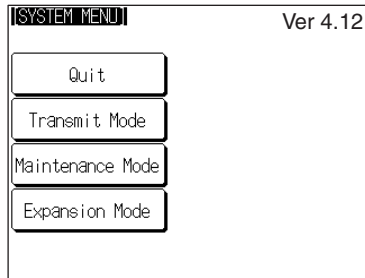 [SYSTEM MENU]
Ver 4.12
Quit
Transmit Mode
Maintenance Mode
Expansion Mode